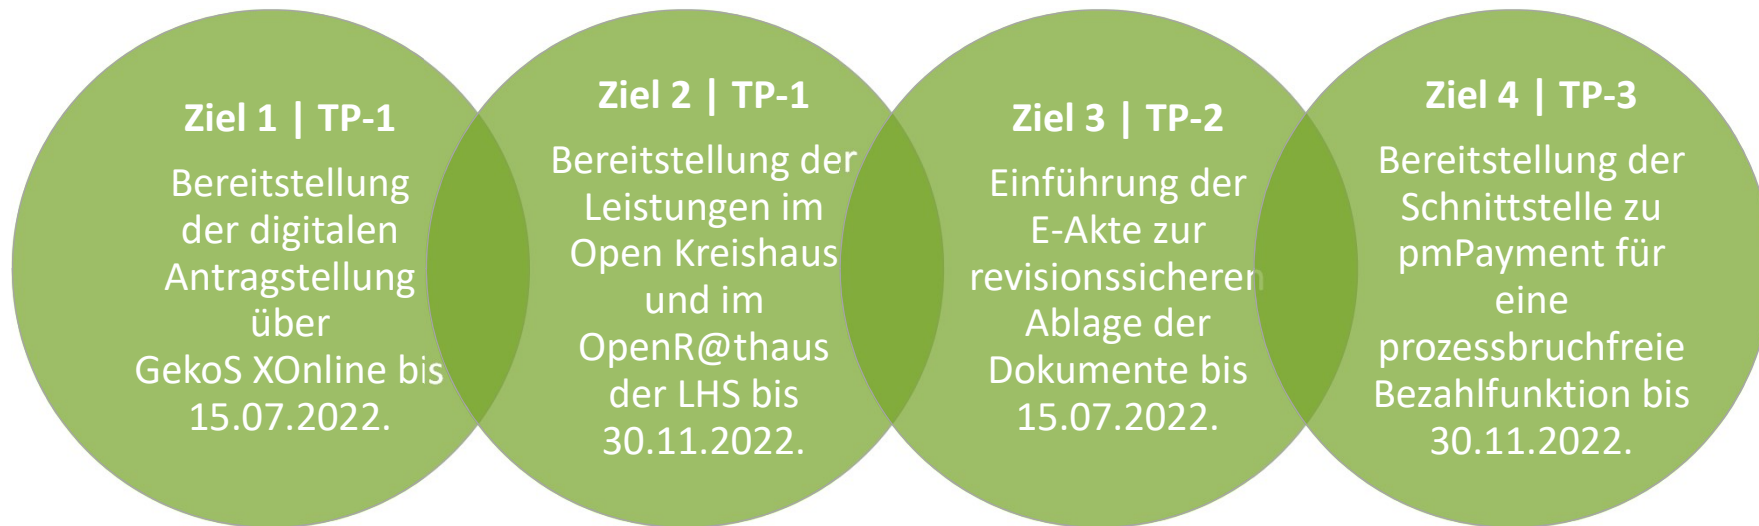 Ziel 1 | TP-1
Bereitstellung
der digitalen
Antragstellung
über
GekoS XOnline bis
15.07.2022.
Ziel 2 | TP-1
Bereitstellung der
Leistungen im
Open Kreishaus
und im
OpenR@thaus
der LHS bis
30.11.2022.
Ziel 3 | TP-2
Einführung der
E-Akte zur
revisionssicheren
Ablage der
Dokumente bis
15.07.2022.
Ziel 4 | TP-3
Bereitstellung der
Schnittstelle zu
pmPayment für
eine
prozessbruchfreie
Bezahlfunktion bis
30.11.2022.